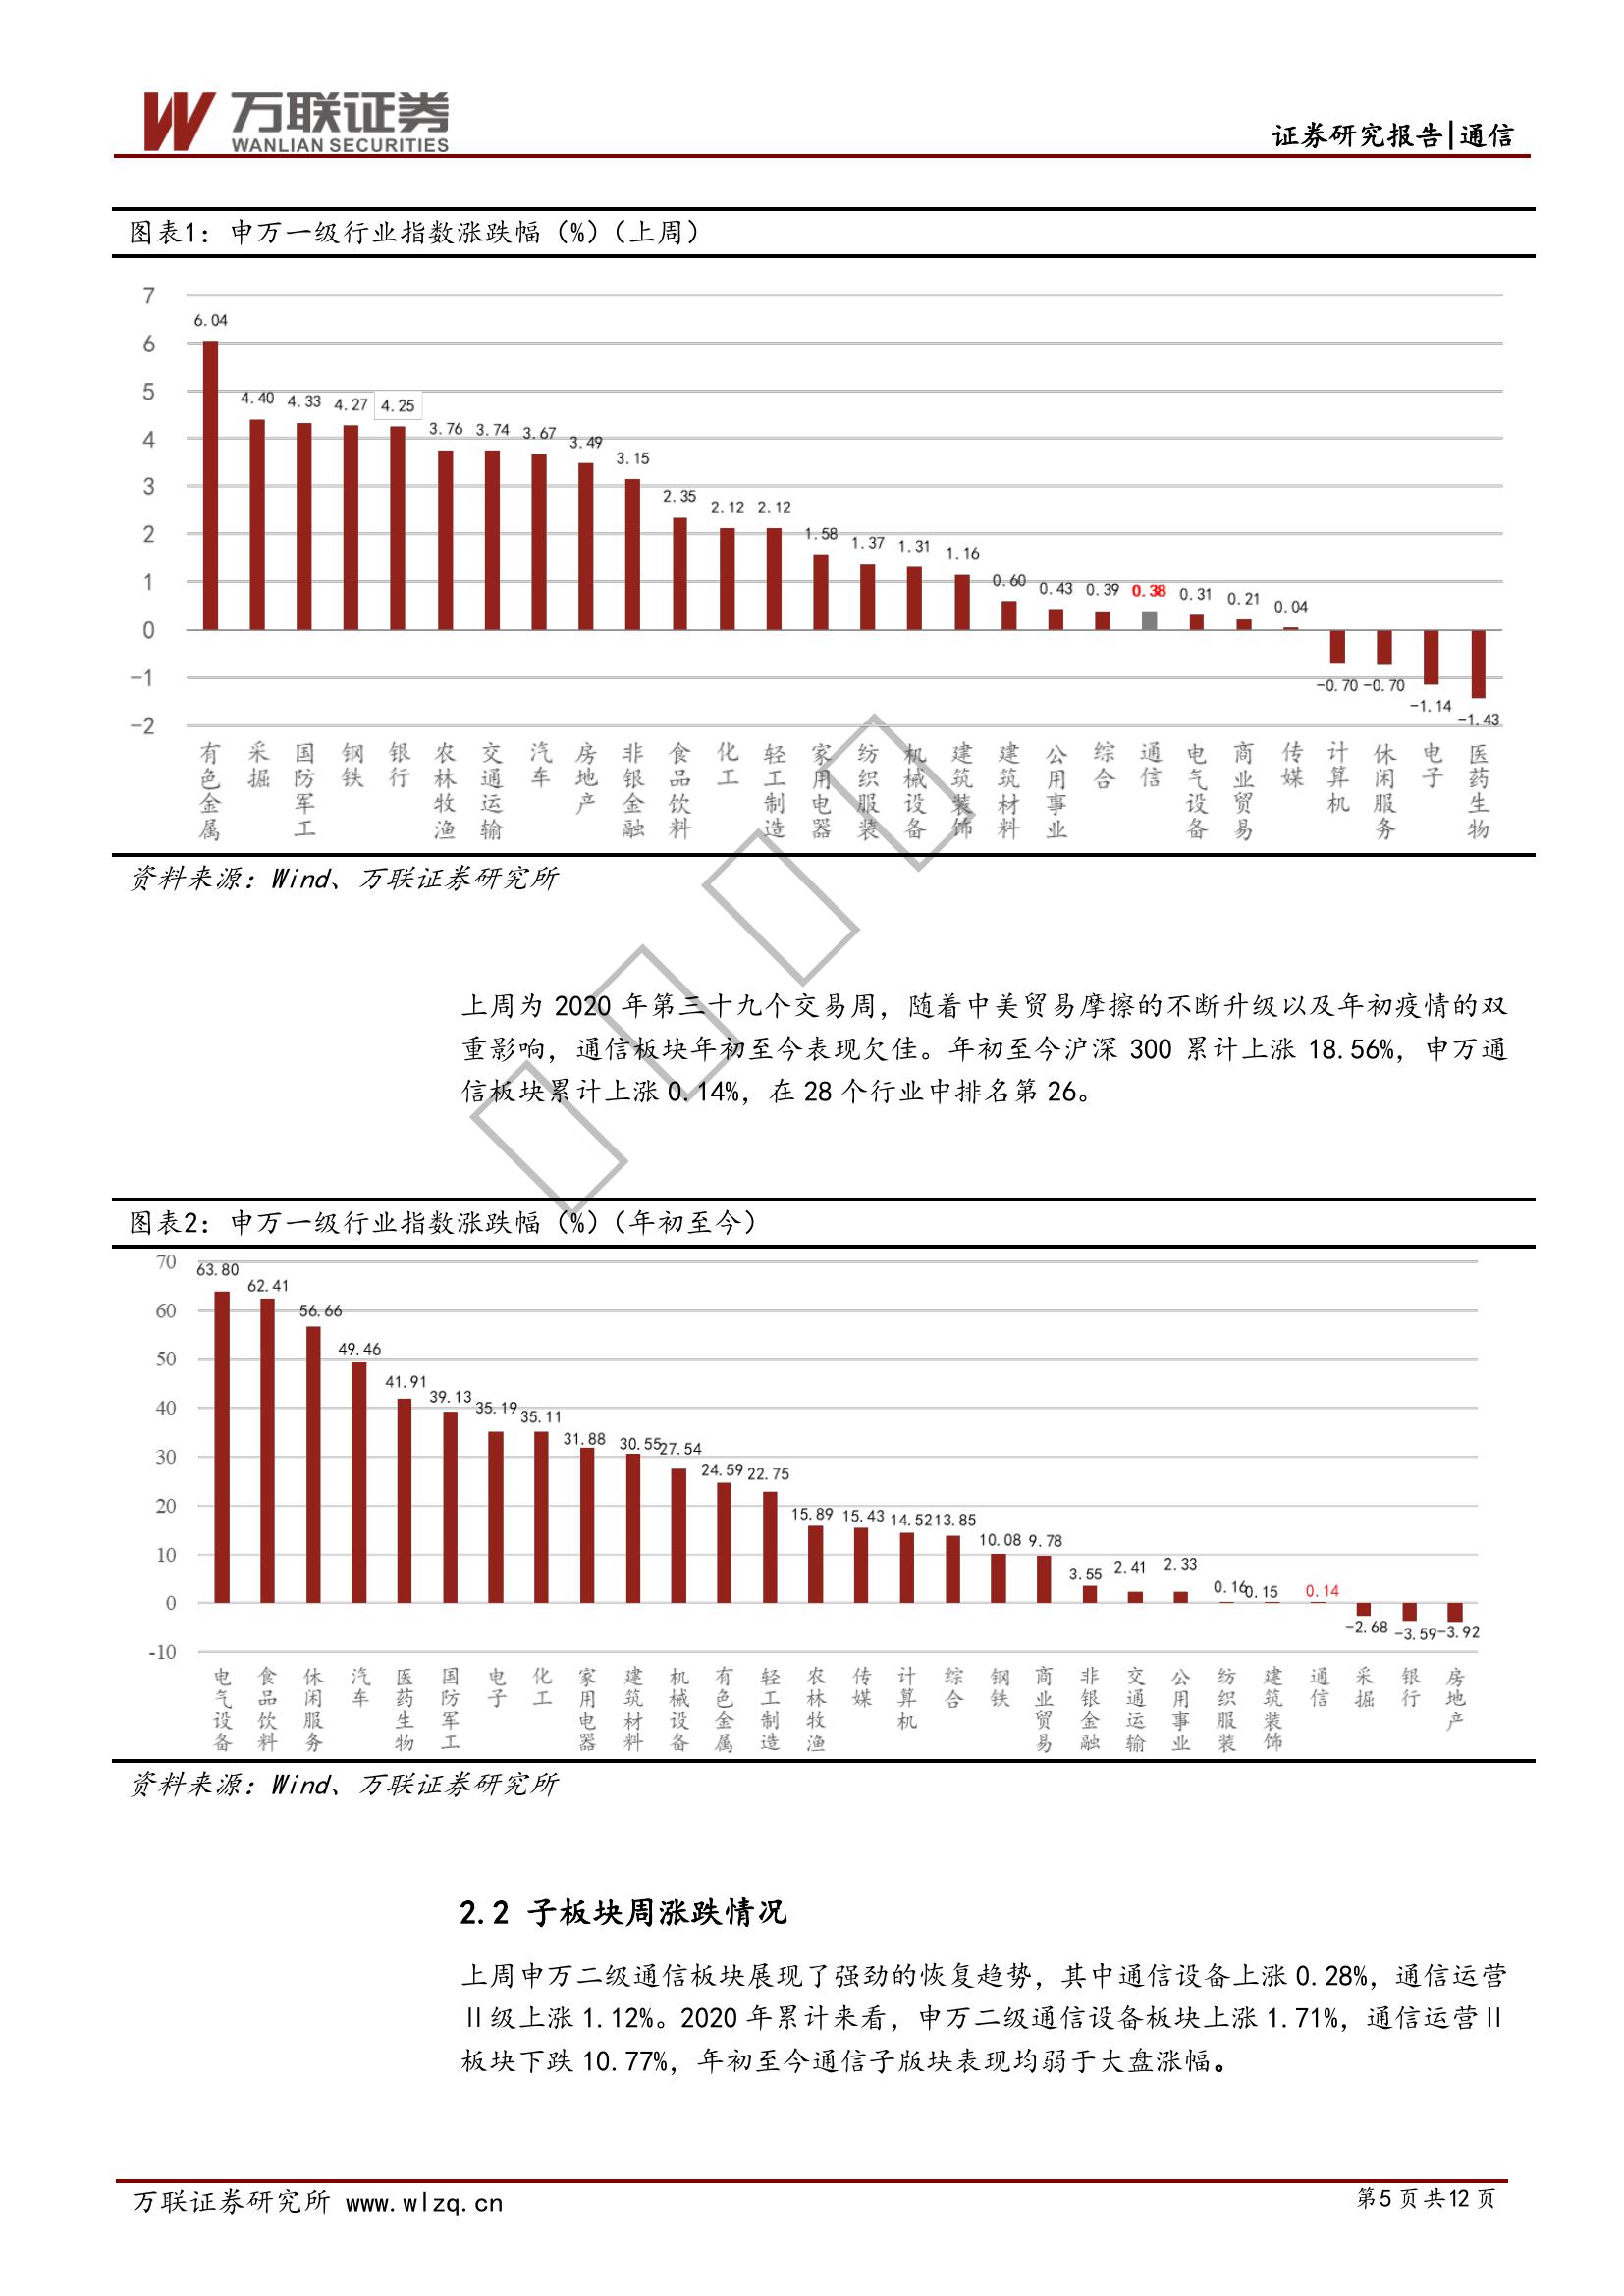 万联证券
WANLIAN SECURITIES
证券研究报告|通信
图表1：申万一级行业指数涨跌幅（%）（上周）
7
6
5
4
3
2
1
0
-1
-2
6.04 4.40 4.33 4.27 4.25 3.76 3.74 3.67 3.49 3.15 2.35 2.12 2.12 1.58 1.37 1.31 1.16 0.60 0.43 0.39 0.38 0.31 0.21 0.04 -0.70 -0.70 -1.14 -1.43
有色金属 采掘 国防军工 钢铁 银行 农林牧渔 交通运输 汽车 房地产 非银金融 食品饮料 化工 轻工制造 家用电器 纺织服装 机械设备 建筑装饰 建筑材料 公用事业 综合 通信 电气设备 商业贸易 传媒 计算机 休闲服务 电子 医药生物
资料来源：Wind、万联证券研究所
上周为 2020 年第三十九个交易周，随着中美贸易摩擦的不断升级以及年初疫情的双
重影响，通信板块年初至今表现欠佳。年初至今沪深 300 累计上涨 18.56%，申万通
信板块累计上涨 0.14%，在 28 个行业中排名第 26。
图表2：申万一级行业指数涨跌幅（%）（年初至今）
70
60
50
40
30
20
10
0
-10
63.80 62.41 56.66 49.46 41.91 39.13 35.19 35.11 31.88 30.55 27.54 24.59 22.75 15.89 15.43 14.52 13.85 10.08 9.78 3.55 2.41 2.33 0.16 0.15 0.14 -2.68 -3.59 -3.92
电气设备 食品饮料 休闲服务 汽车 医药生物 国防军工 电子 化工 家用电器 建筑材料 机械设备 有色金属 轻工制造 农林牧渔 传媒 计算机 综合 钢铁 商业贸易 非银金融 交通运输 公用事业 纺织服装 建筑装饰 通信 采掘 银行 房地产
资料来源：Wind、万联证券研究所
2.2 子板块周涨跌情况
上周申万二级通信板块展现了强劲的恢复趋势，其中通信设备上涨 0.28%，通信运营
Ⅱ级上涨 1.12%。2020 年累计来看，申万二级通信设备板块上涨 1.71%，通信运营Ⅱ
板块下跌 10.77%，年初至今通信子版块表现均弱于大盘涨幅。
万联证券研究所 www.wlzq.cn
第5 页 共12 页